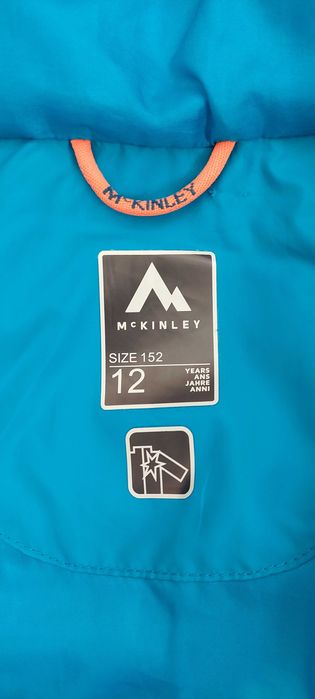 McKINLEY
McKINLEY
SIZE 152
12
YEARS
ANS
JAHRE
ANNI